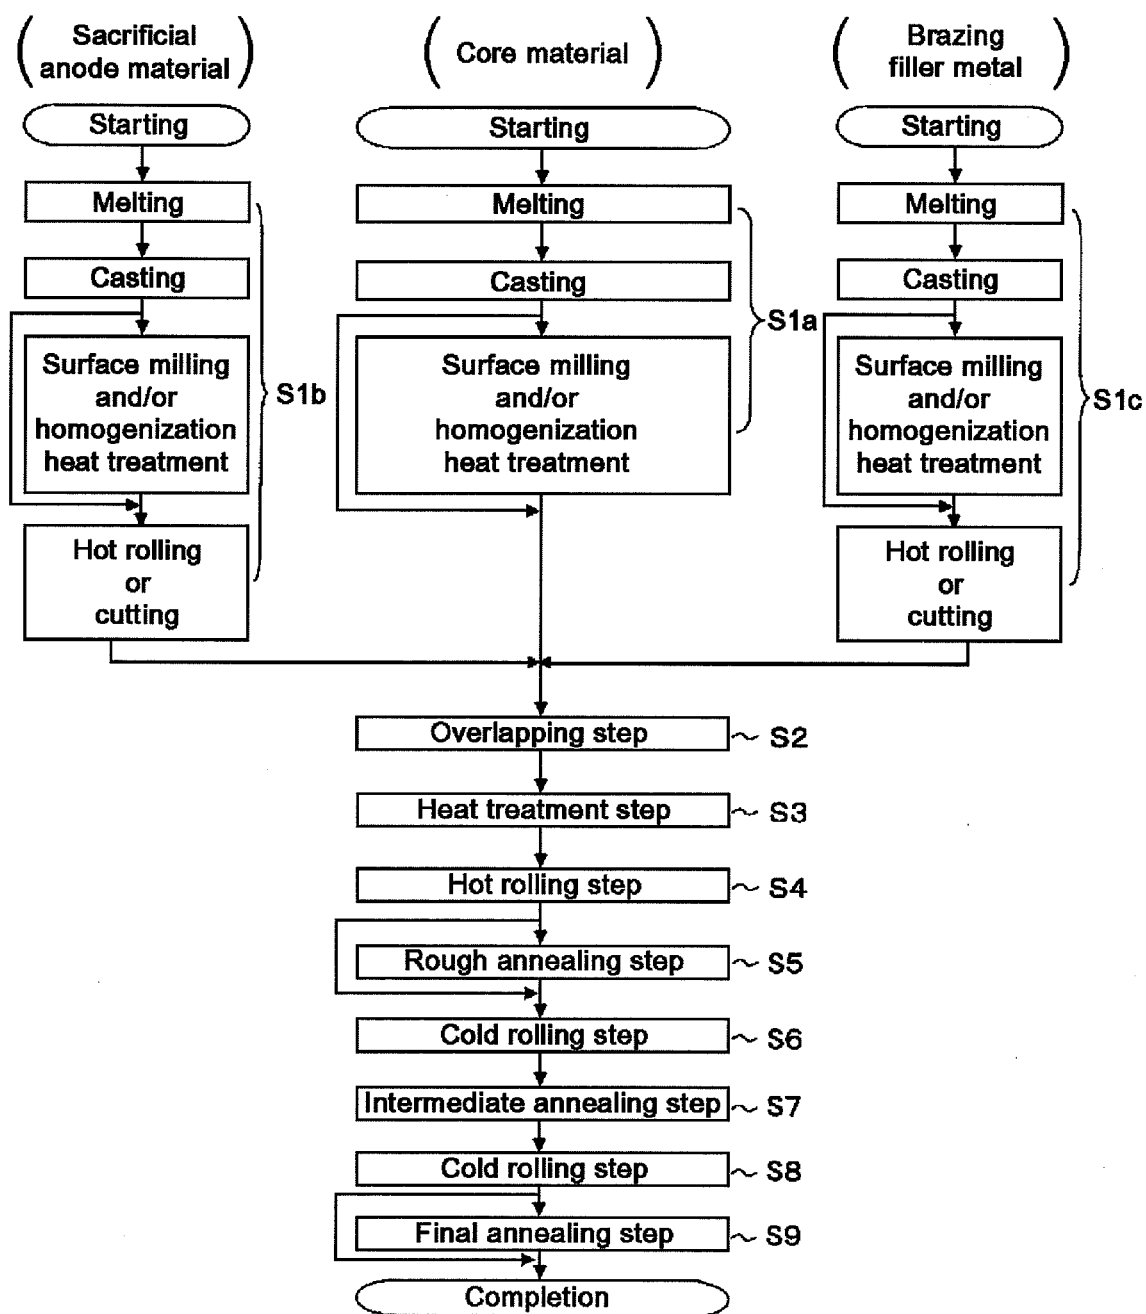 Sacrificial
anode material
Starting
Melting
Casting
Surface milling
and/or
homogenization
heat treatment
Hot rolling
or
cutting
S1b
Core material
Starting
Melting
Casting
Surface milling
and/or
homogenization
heat treatment
S1a
Brazing
filler metal
Starting
Melting
Casting
Surface milling
and/or
homogenization
heat treatment
Hot rolling
or
cutting
S1c
Overlapping step ~ S2
Heat treatment step ~ S3
Hot rolling step ~ S4
Rough annealing step ~ S5
Cold rolling step ~ S6
Intermediate annealing step ~ S7
Cold rolling step ~ S8
Final annealing step ~ S9
Completion